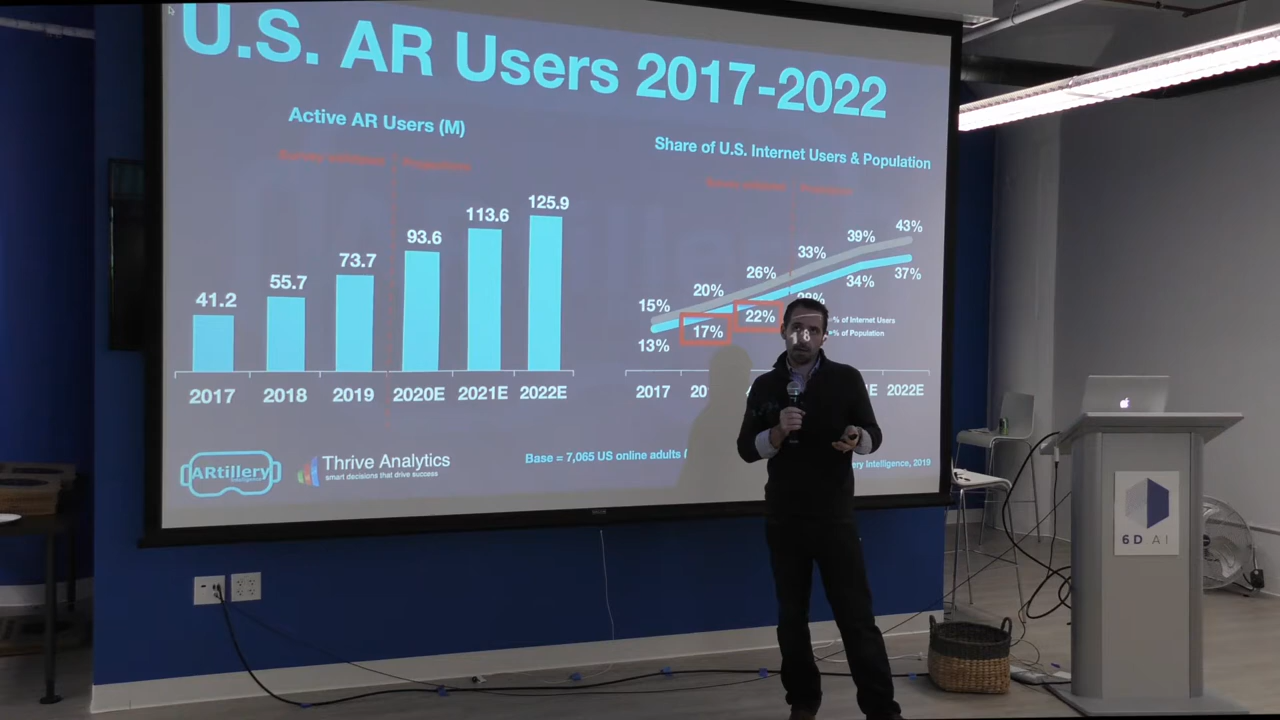 U.S. AR Users 2017-2022
Active AR Users (M)
41.2
55.7
73.7
93.6
113.6
125.9
2017 2018 2019 2020E 2021E 2022E
Share of U.S. Internet Users & Population
15%
20%
26%
33%
39%
43%
13%
17%
22%
34%
37%
% of Internet Users
% of Population
2017 20 E 2022E
ARtillery
Intelligence
Thrive Analytics
smart decisions that drive success
Base = 7,065 US online adults
ery Intelligence, 2019
6D AI